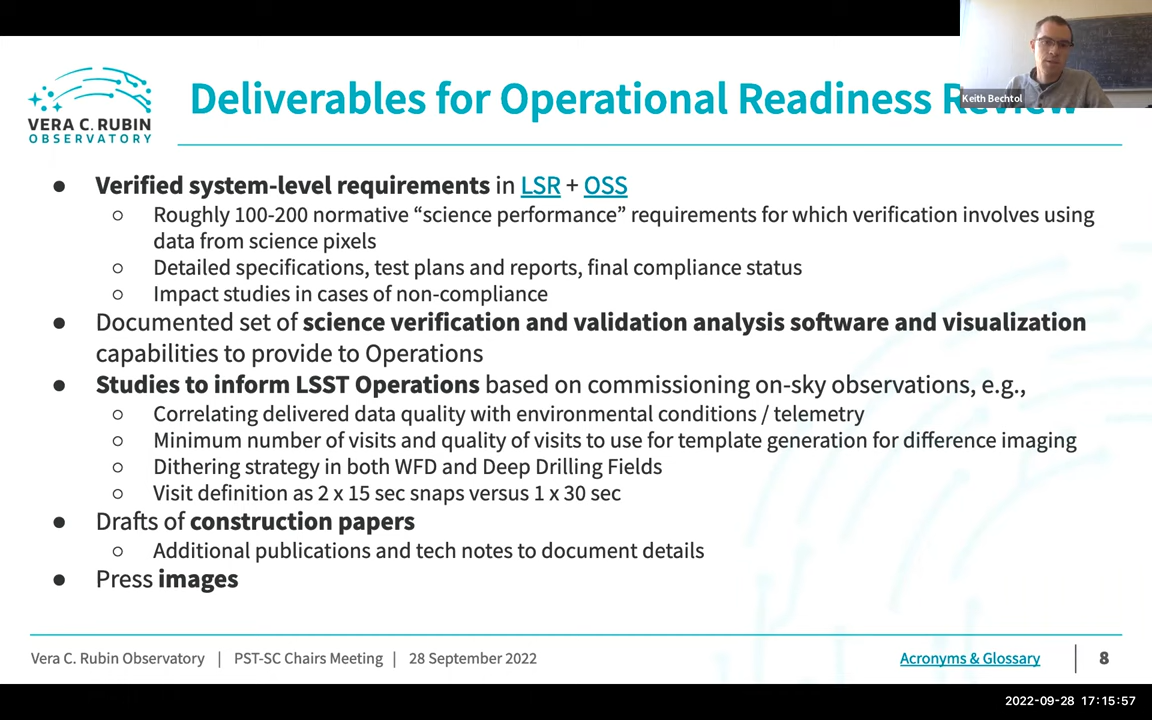 Keith Bechtol
VERA C. RUBIN
OBSERVATORY
Deliverables for Operational Readiness Review
● Verified system-level requirements in LSR + OSS
○ Roughly 100-200 normative “science performance” requirements for which verification involves using
data from science pixels
○ Detailed specifications, test plans and reports, final compliance status
○ Impact studies in cases of non-compliance
● Documented set of science verification and validation analysis software and visualization
capabilities to provide to Operations
● Studies to inform LSST Operations based on commissioning on-sky observations, e.g.,
○ Correlating delivered data quality with environmental conditions / telemetry
○ Minimum number of visits and quality of visits to use for template generation for difference imaging
○ Dithering strategy in both WFD and Deep Drilling Fields
○ Visit definition as 2 x 15 sec snaps versus 1 x 30 sec
● Drafts of construction papers
○ Additional publications and tech notes to document details
● Press images
Vera C. Rubin Observatory | PST-SC Chairs Meeting | 28 September 2022
Acronyms & Glossary | 8
2022-09-28 17:15:57